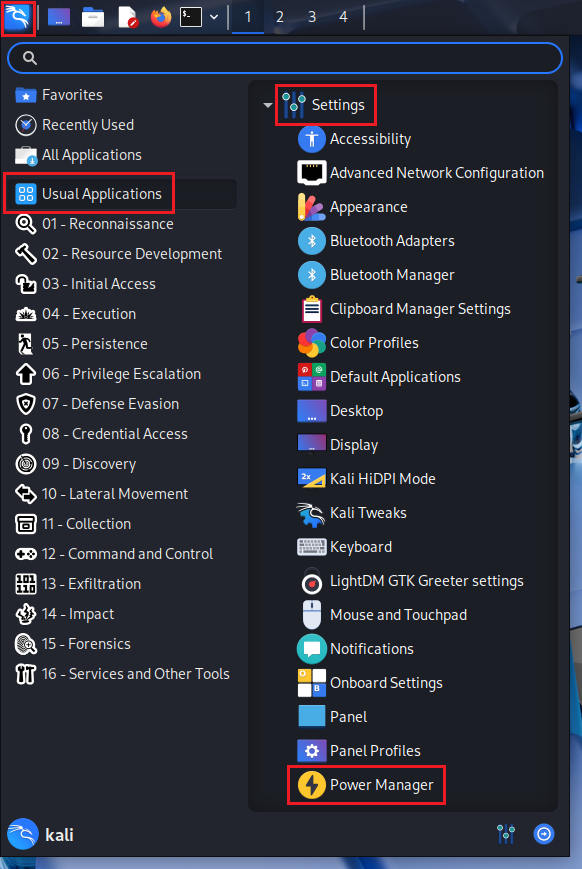 1 2 3 4
Favorites
Recently Used
All Applications
Usual Applications
01 - Reconnaissance
02 - Resource Development
03 - Initial Access
04 - Execution
05 - Persistence
06 - Privilege Escalation
07 - Defense Evasion
08 - Credential Access
09 - Discovery
10 - Lateral Movement
11 - Collection
12 - Command and Control
13 - Exfiltration
14 - Impact
15 - Forensics
16 - Services and Other Tools
Settings
Accessibility
Advanced Network Configuration
Appearance
Bluetooth Adapters
Bluetooth Manager
Clipboard Manager Settings
Color Profiles
Default Applications
Desktop
Display
2x
Kali HiDPI Mode
Kali Tweaks
Keyboard
LightDM GTK Greeter settings
Mouse and Touchpad
Notifications
Onboard Settings
Panel
Panel Profiles
Power Manager
kali